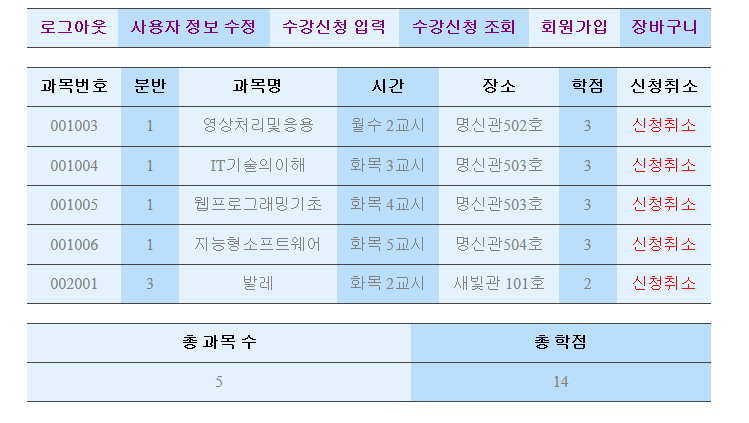 로그아웃 사용자 정보 수정 수강신청 입력 수강신청 조회 회원가입 장바구니
과목번호 분반 과목명 시간 장소 학점 신청취소
001003 1 영상처리및응용 월수 2교시 명신관502호 3 신청취소
001004 1 IT기술의이해 화목 3교시 명신관503호 3 신청취소
001005 1 웹프로그래밍기초 화목 4교시 명신관503호 3 신청취소
001006 1 지능형소프트웨어 화목 5교시 명신관504호 3 신청취소
002001 3 발레 화목 2교시 새빛관 101호 2 신청취소
총 과목 수 총 학점
5 14